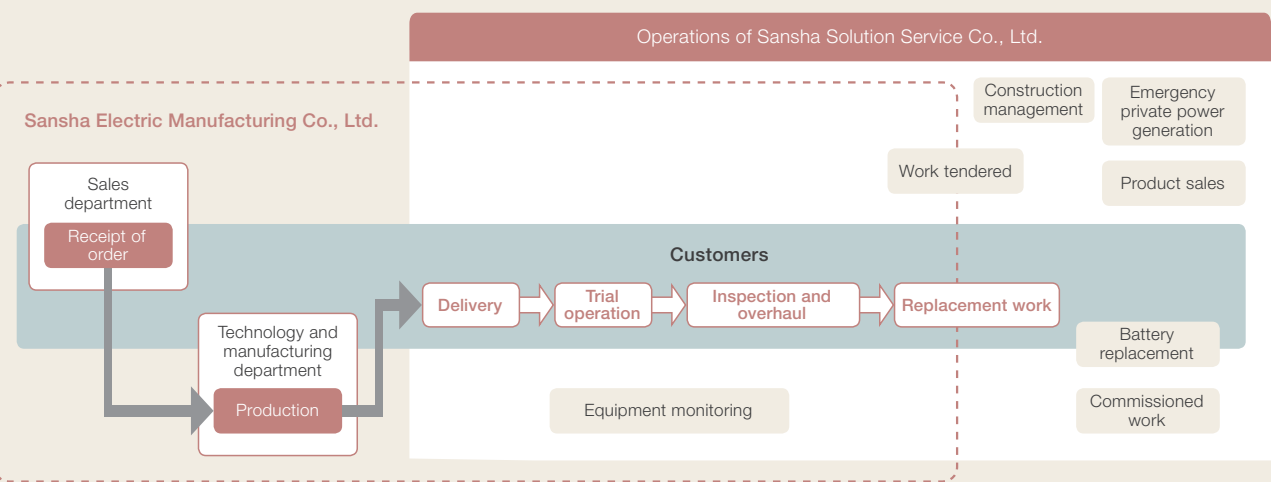 Operations of Sansha Solution Service Co., Ltd.
Sansha Electric Manufacturing Co., Ltd.
Construction
management
Emergency
private power
generation
Work tendered
Product sales
Sales
department
Receipt of
order
Customers
Delivery
Trial
operation
Inspection and
overhaul
Replacement work
Technology and
manufacturing
department
Production
Battery
replacement
Equipment monitoring
Commissioned
work